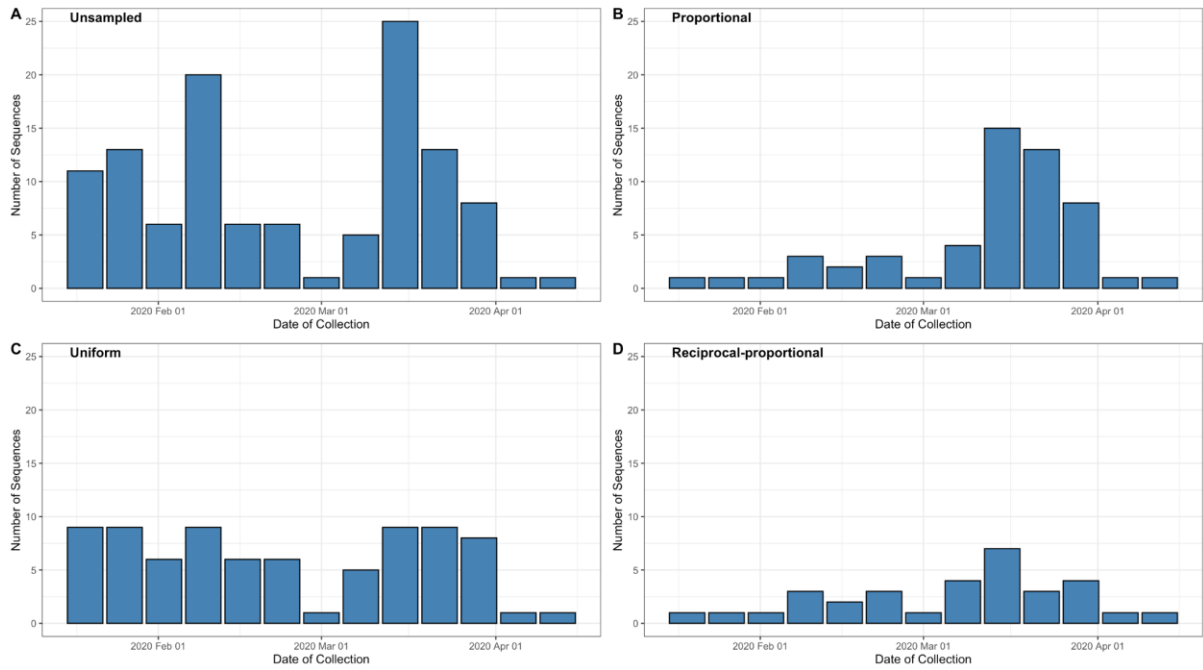 A Unsampled
25
20
15
10
5
0
Number of Sequences
2020 Feb 01 2020 Mar 01 2020 Apr 01
Date of Collection
B Proportional
25
20
15
10
5
0
Number of Sequences
2020 Feb 01 2020 Mar 01 2020 Apr 01
Date of Collection
C Uniform
25
20
15
10
5
0
Number of Sequences
2020 Feb 01 2020 Mar 01 2020 Apr 01
Date of Collection
D Reciprocal-proportional
25
20
15
10
5
0
Number of Sequences
2020 Feb 01 2020 Mar 01 2020 Apr 01
Date of Collection